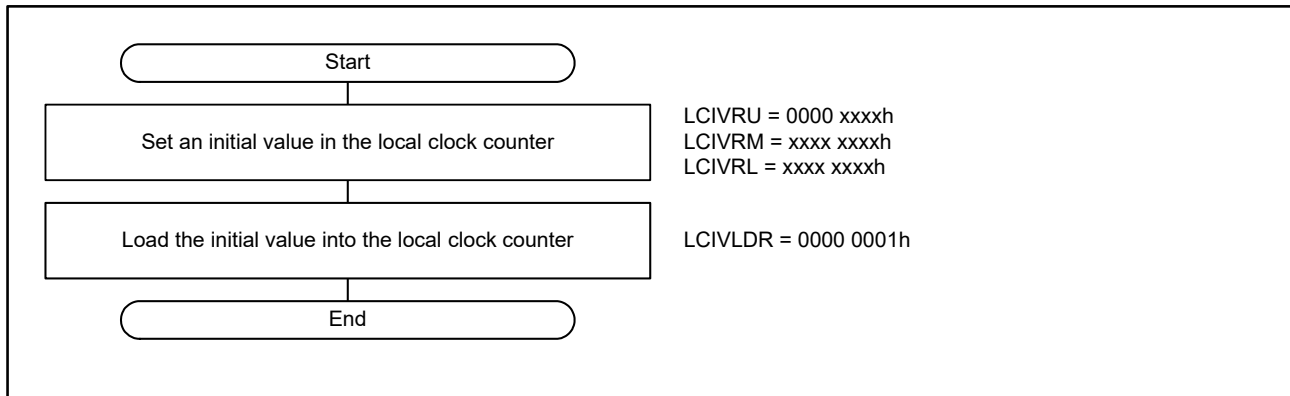 Start
Set an initial value in the local clock counter
LCIVRU = 0000 xxxxh
LCIVRM = xxxx xxxxh
LCIVRL = xxxx xxxxh
Load the initial value into the local clock counter
LCIVLDR = 0000 0001h
End